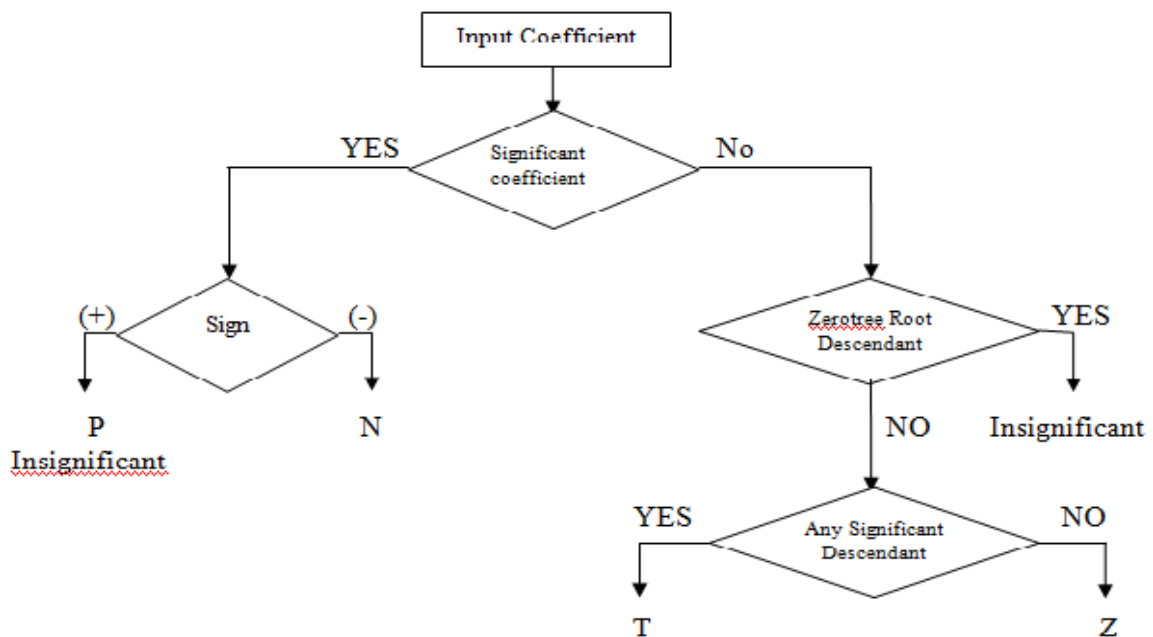 Input Coefficient
YES
No
Significant
coefficient
(+)
Sign
(-)
Zerotree Root
Descendant
YES
P
Insignificant
N
NO
Insignificant
YES
Any Significant
Descendant
NO
T
Z